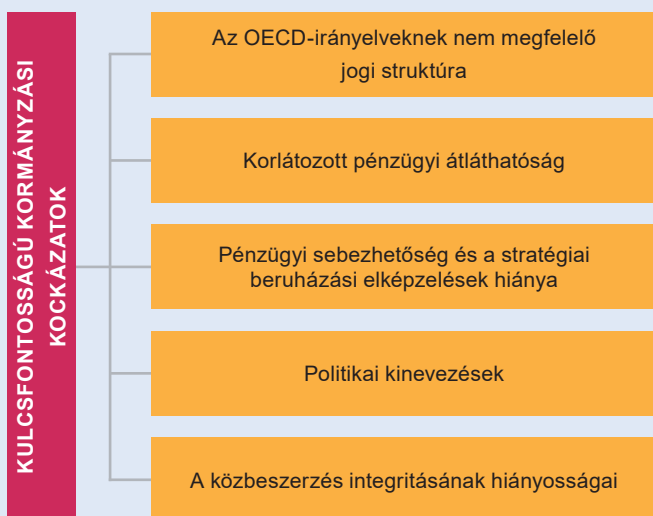 KULCSFONTOSSÁGÚ KORMÁNYZÁSI
KOCKÁZATOK
Az OECD-irányelveknek nem megfelelő
jogi struktúra
Korlátozott pénzügyi átláthatóság
Pénzügyi sebezhetőség és a stratégiai
beruházási elképzelések hiánya
Politikai kinevezések
A közbeszerzés integritásának hiányosságai